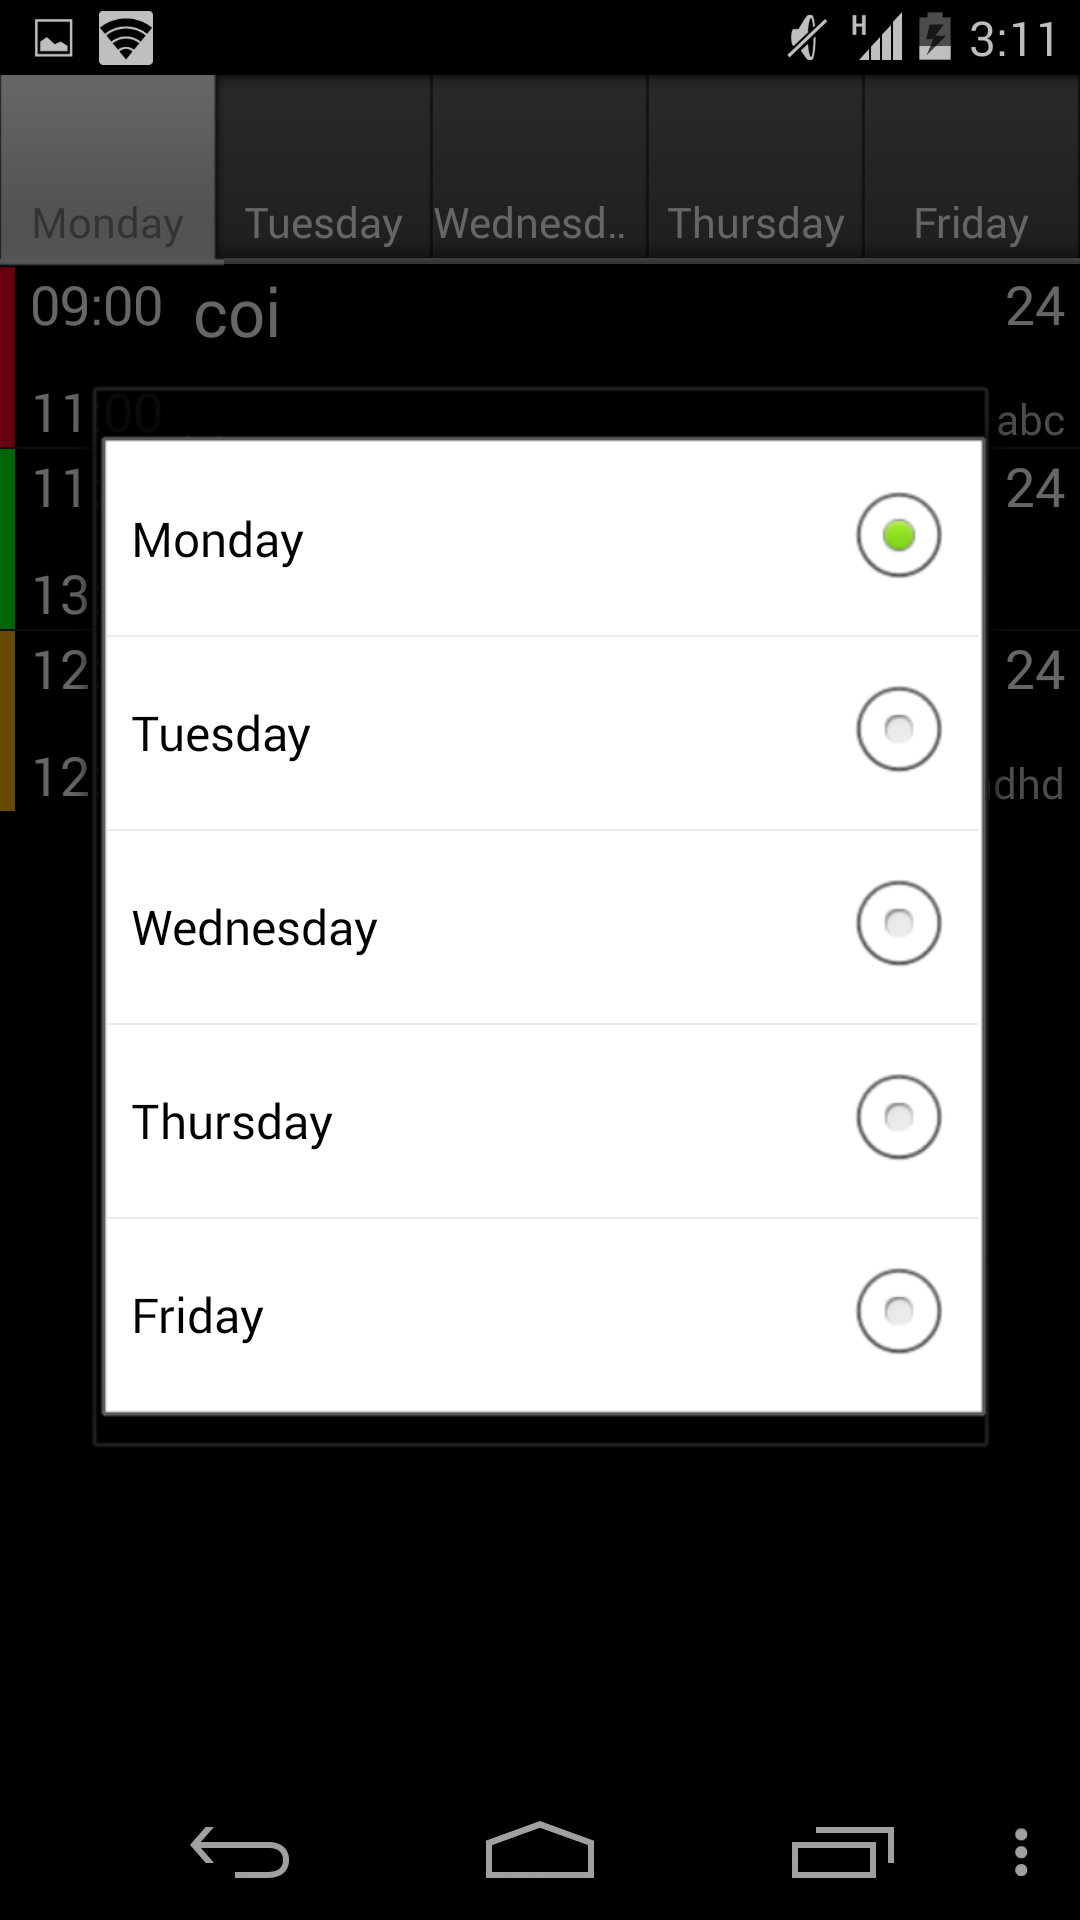 H 3:11
Monday Tuesday Wednesd.. Thursday Friday
09:00 coi 24
11:00 abc
11 24
13
12 24
12 dhd
Monday
Tuesday
Wednesday
Thursday
Friday